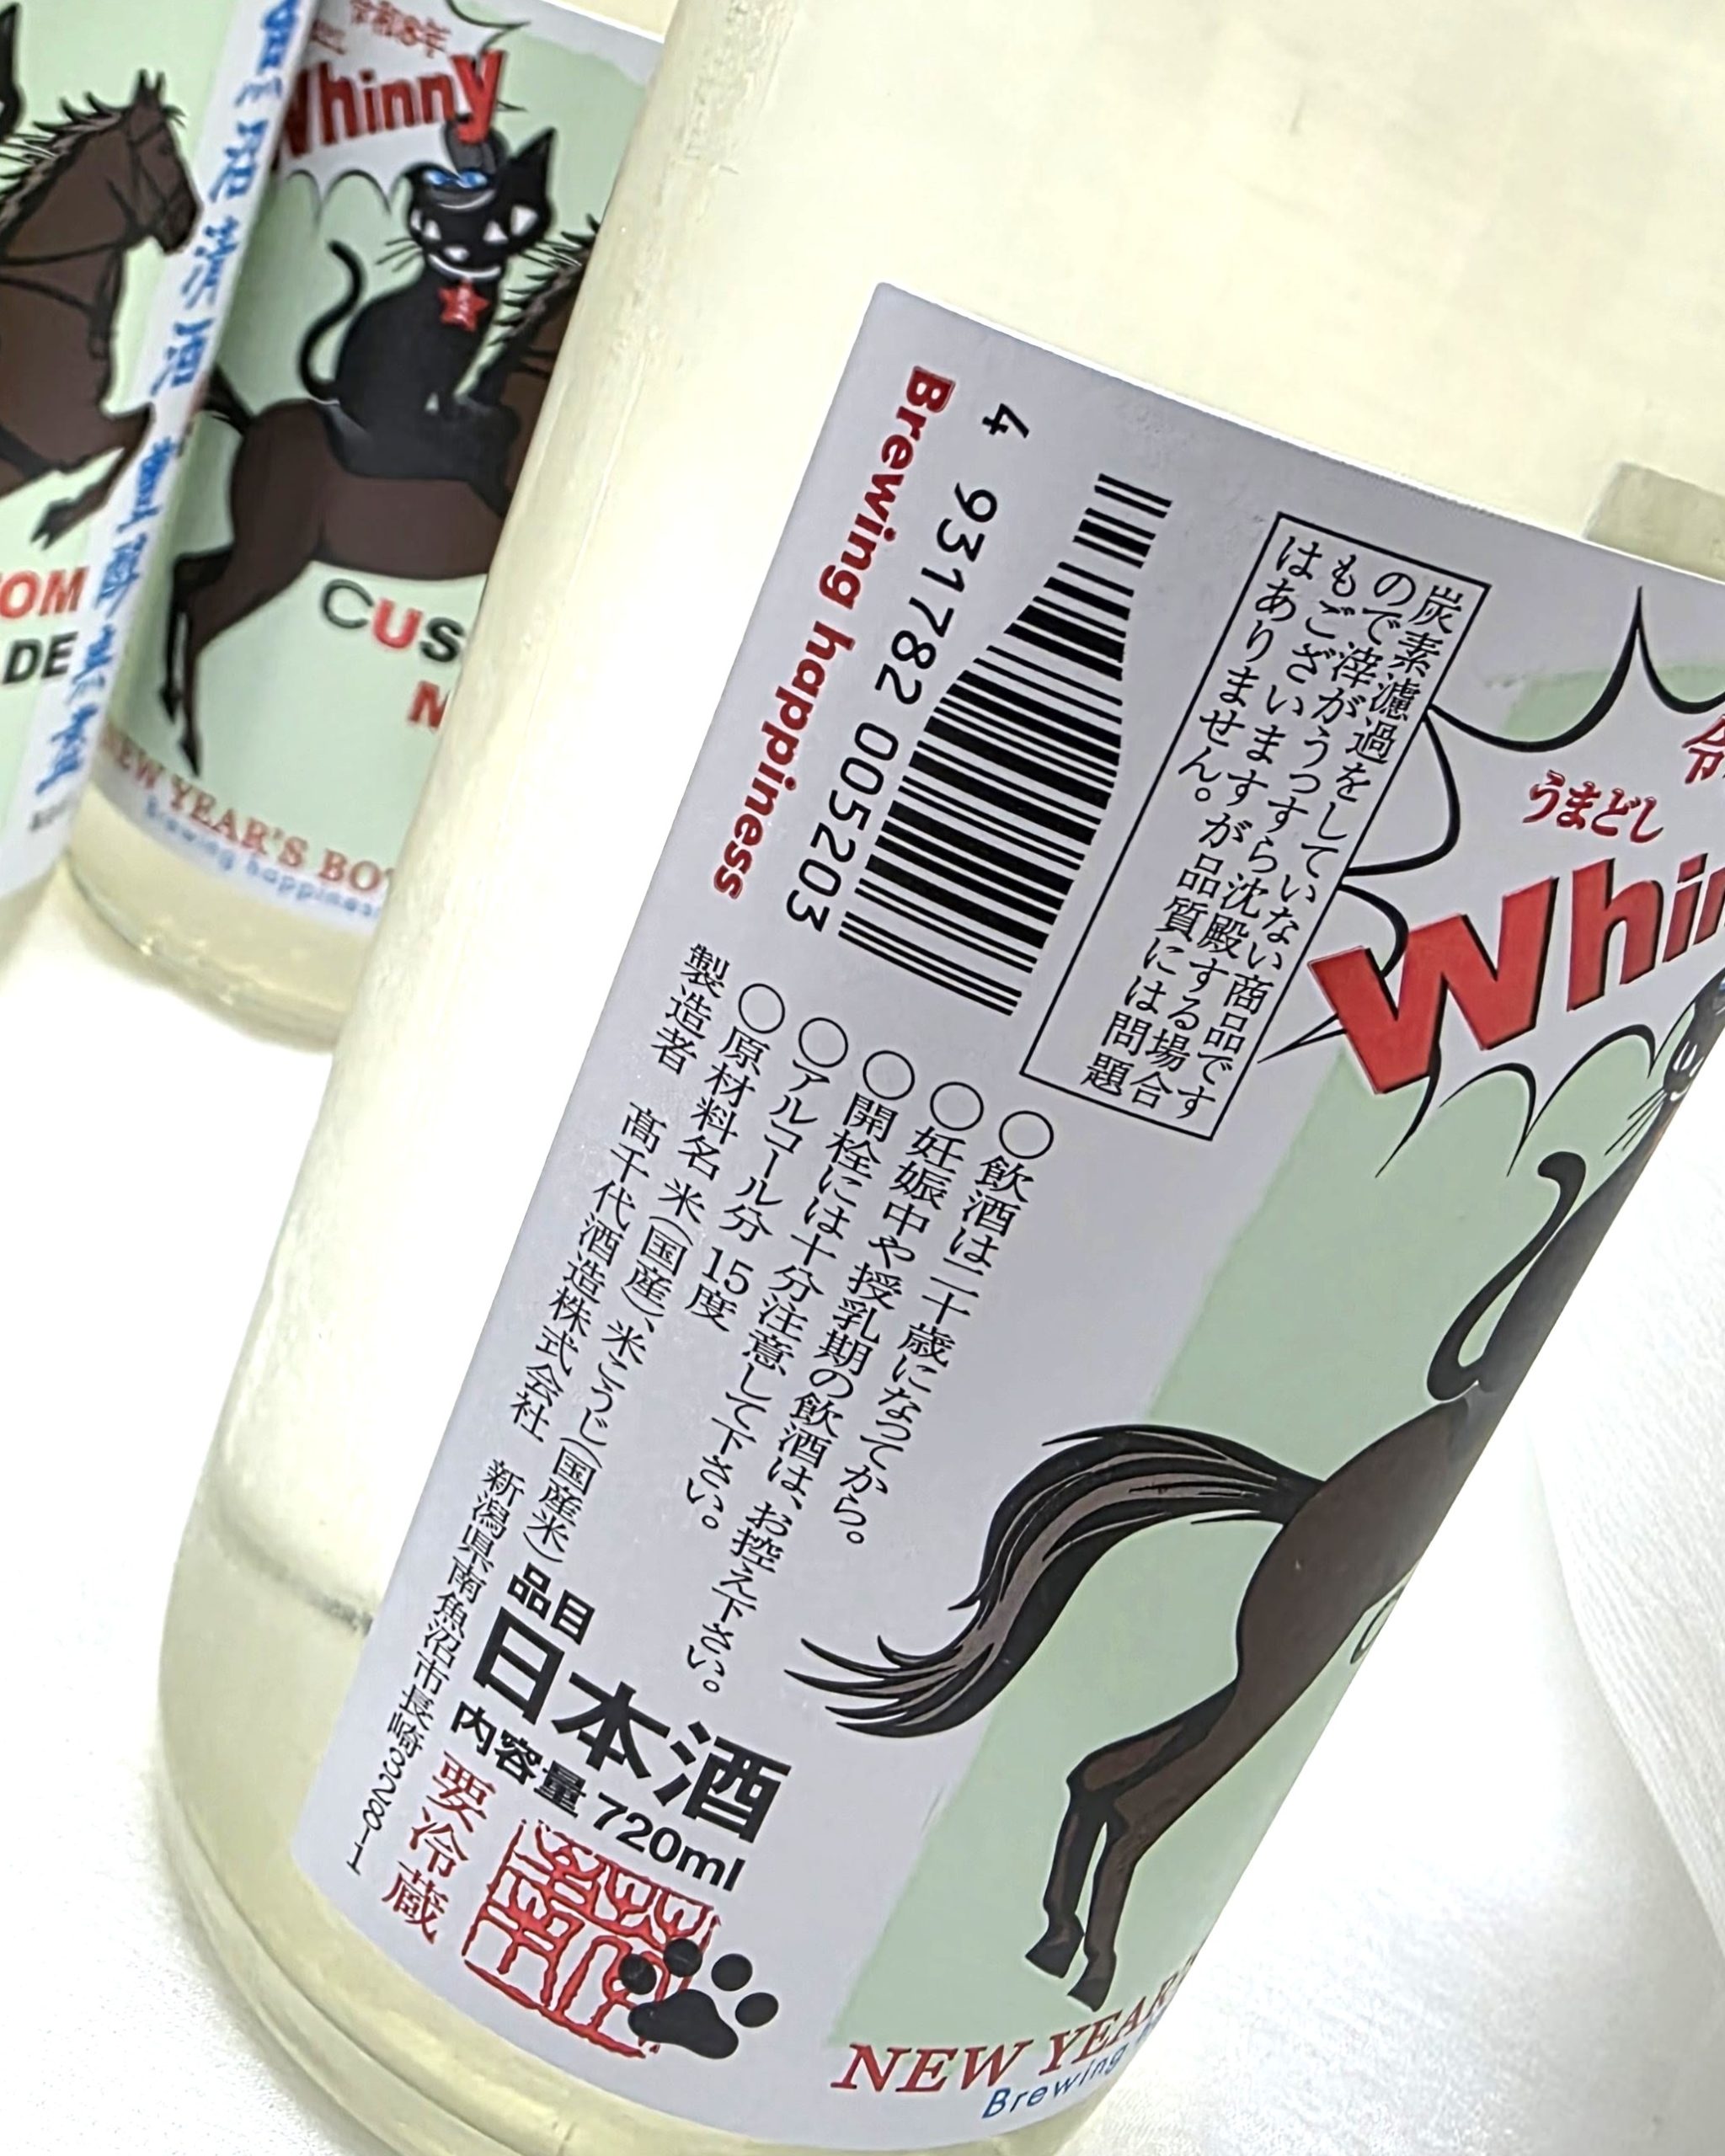 Whinny
CUS
NEW YEAR'S BO
Brewing happiness
OM
DE
Brewing happiness
4 931782 005203
炭素濾過をしていない商品です
ので滓がうっすら沈殿する場合
もございますが品質には問題
はありません。
うまどし
Whin
○飲酒は二十歳になってから。
○妊娠中や授乳期の飲酒は、お控え下さい。
○開栓には十分注意して下さい。
○アルコール分 15度
○原材料名 米(国産)、米こうじ(国産米)
製造者 髙千代酒造株式会社 新潟県南魚沼市長崎328-1
品目
日本酒
内容量 720ml
要冷蔵
NEW YEAR
Brewing